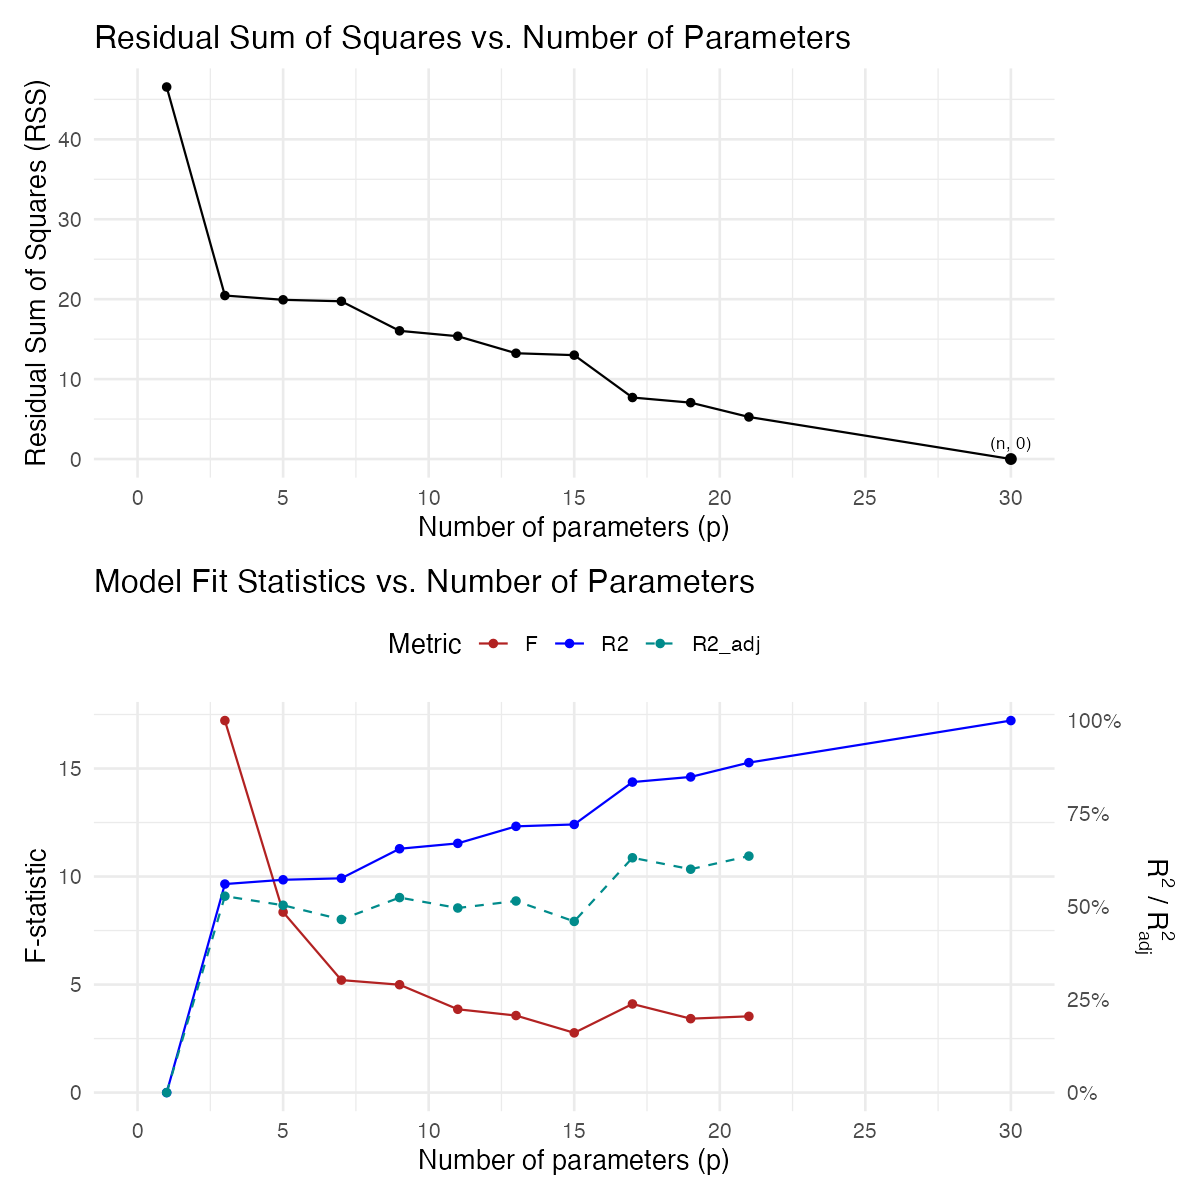 Residual Sum of Squares vs. Number of Parameters
Residual Sum of Squares (RSS)
40
30
20
10
0
(n, 0)
0 5 10 15 20 25 30
Number of parameters (p)
Model Fit Statistics vs. Number of Parameters
Metric F R2 R2_adj
F-statistic
15
10
5
0
100%
75%
50%
25%
0%
R² / R²adj
0 5 10 15 20 25 30
Number of parameters (p)